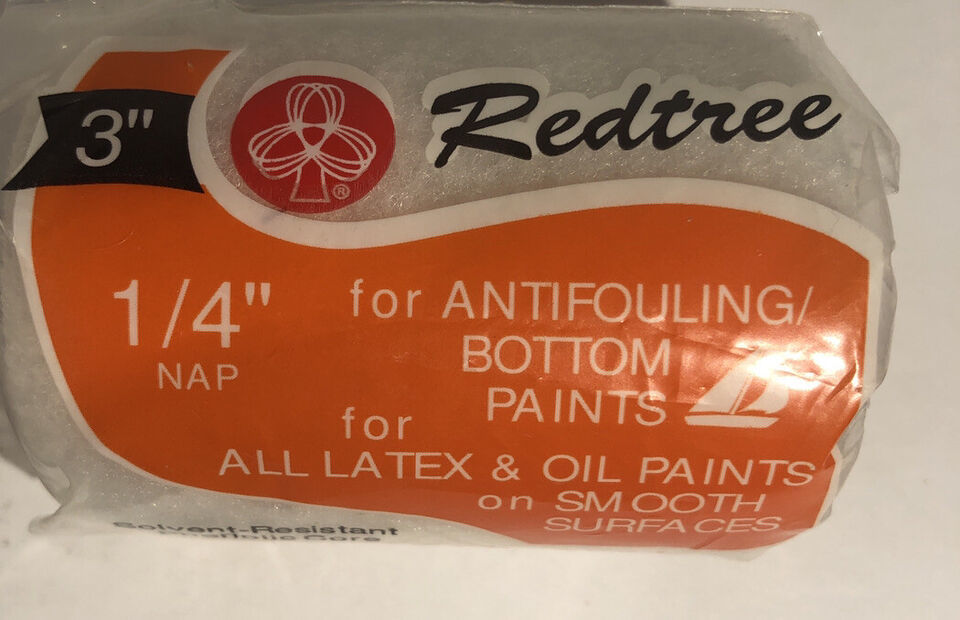 3"
®
Redtree
1/4"
NAP
for ANTIFOULING/
BOTTOM
PAINTS
for
ALL LATEX & OIL PAINTS
on SMOOTH
SURFACES
Solvent-Resistant
Core